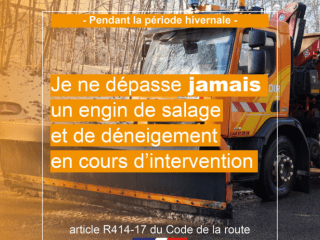 - Pendant la période hivernale -
Je ne dépasse jamais
un engin de salage
et de déneigement
en cours d'intervention
article R414-17 du Code de la route